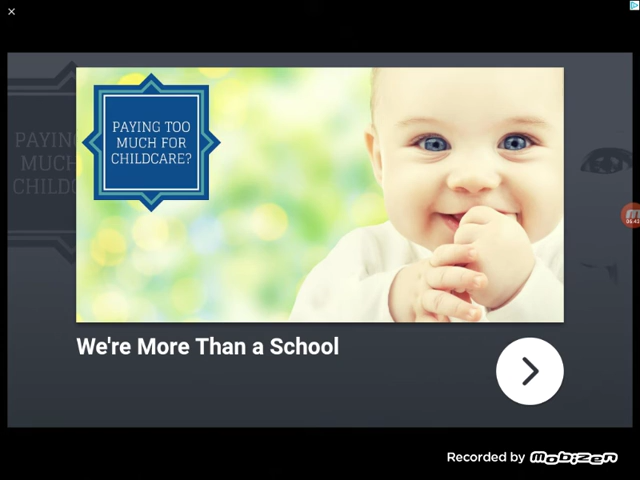 PAYING TOO
MUCH FOR
CHILDCARE?
We're More Than a School
Recorded by Mobizen